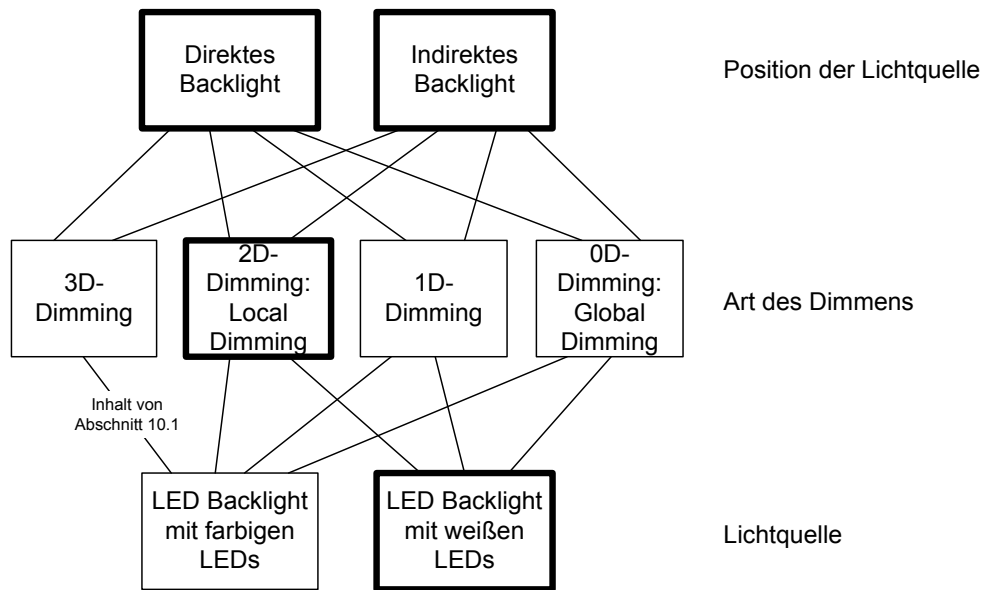 Direktes
Backlight
Indirektes
Backlight
Position der Lichtquelle
3D-
Dimming
2D-
Dimming:
Local
Dimming
1D-
Dimming
0D-
Dimming:
Global
Dimming
Art des Dimmens
Inhalt von
Abschnitt 10.1
LED Backlight
mit farbigen
LEDs
LED Backlight
mit weißen
LEDs
Lichtquelle